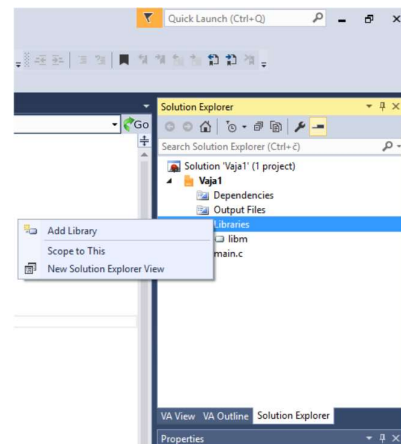 Quick Launch (Ctrl+Q)
Go
Solution Explorer
Search Solution Explorer (Ctrl+č)
Solution 'Vaja1' (1 project)
Vaja1
Dependencies
Output Files
Libraries
libm
main.c
Add Library
Scope to This
New Solution Explorer View
VA View VA Outline Solution Explorer
Properties